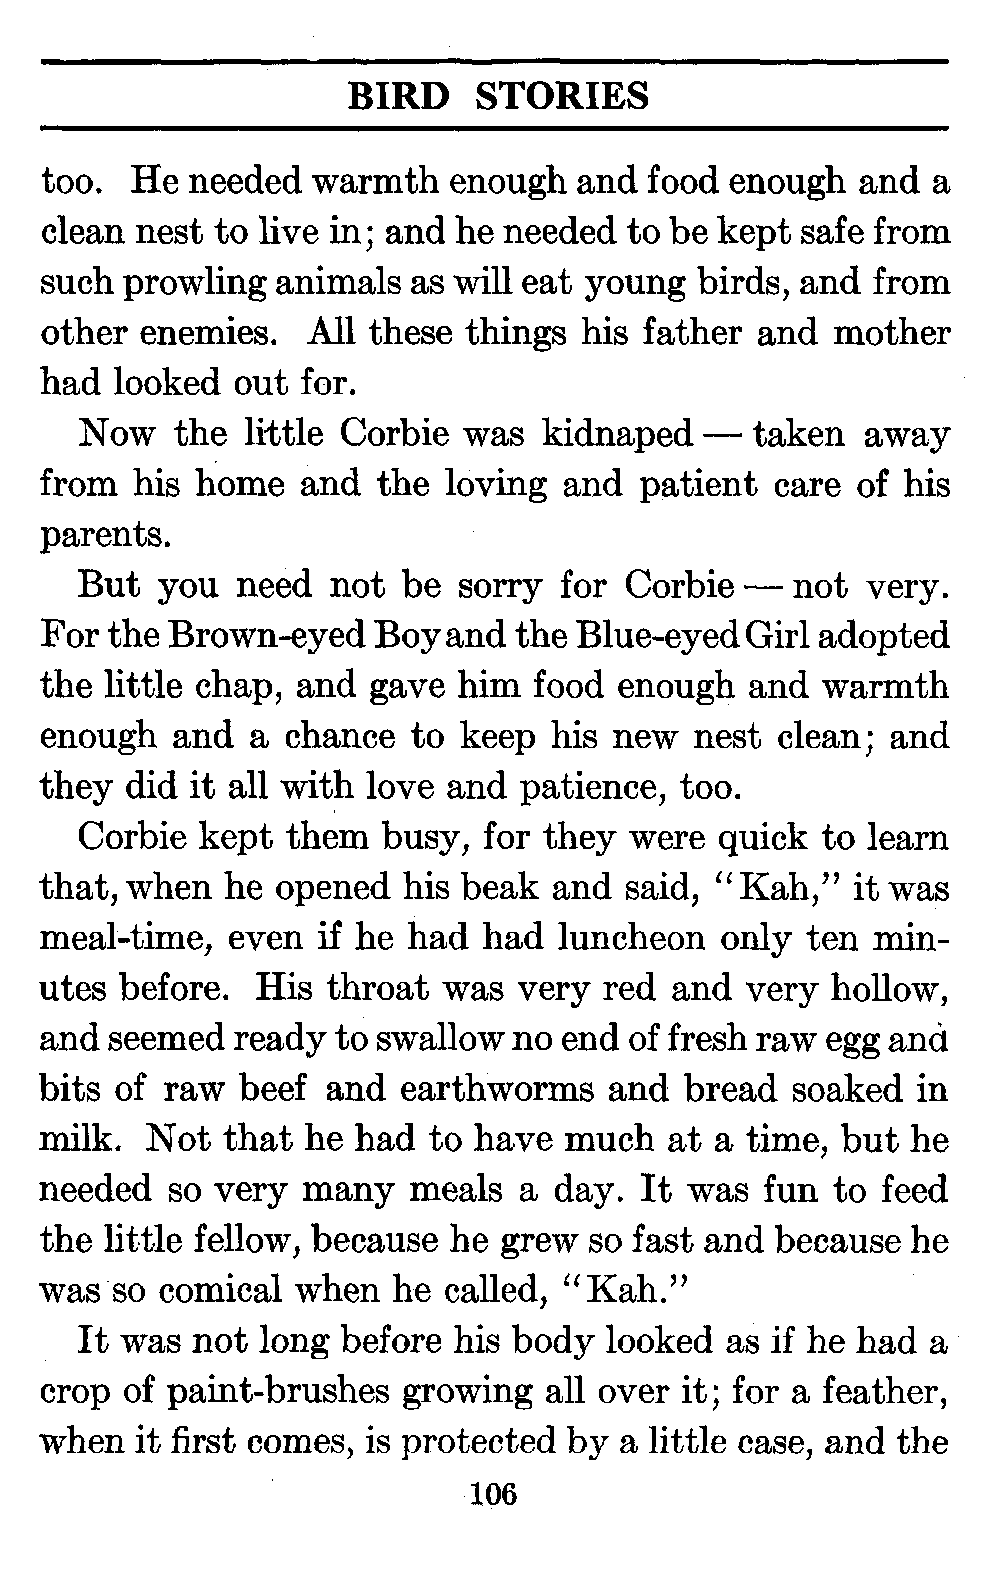 BIRD STORIES
too. He needed warmth enough and food enough and a
clean nest to live in; and he needed to be kept safe from
such prowling animals as will eat young birds, and from
other enemies. All these things his father and mother
had looked out for.
Now the little Corbie was kidnaped — taken away
from his home and the loving and patient care of his
parents.
But you need not be sorry for Corbie — not very.
For the Brown-eyed Boy and the Blue-eyed Girl adopted
the little chap, and gave him food enough and warmth
enough and a chance to keep his new nest clean; and
they did it all with love and patience, too.
Corbie kept them busy, for they were quick to learn
that, when he opened his beak and said, “Kah,” it was
meal-time, even if he had had luncheon only ten min-
utes before. His throat was very red and very hollow,
and seemed ready to swallow no end of fresh raw egg and
bits of raw beef and earthworms and bread soaked in
milk. Not that he had to have much at a time, but he
needed so very many meals a day. It was fun to feed
the little fellow, because he grew so fast and because he
was so comical when he called, “Kah.”
It was not long before his body looked as if he had a
crop of paint-brushes growing all over it; for a feather,
when it first comes, is protected by a little case, and the
106